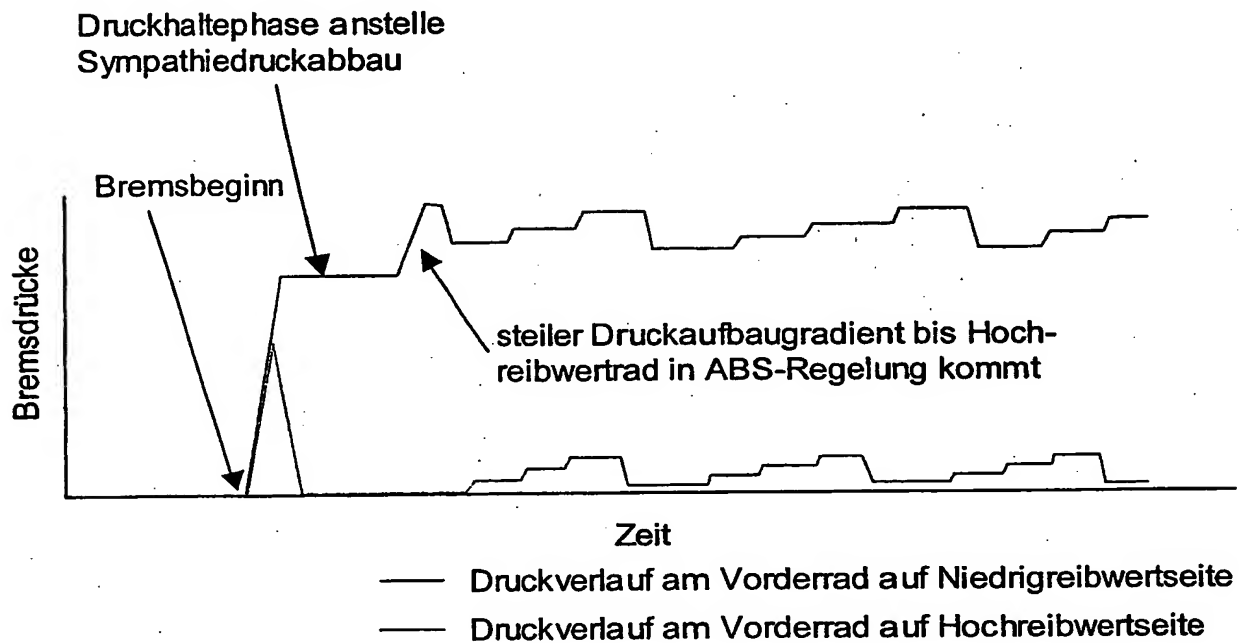 Druckhaltephase anstelle
Sympathiedruckabbau
Bremsbeginn
Bremsdrücke
steiler Druckaufbaugradient bis Hoch-
reibwertrad in ABS-Regelung kommt
Zeit
Druckverlauf am Vorderrad auf Niedrigreibwertseite
Druckverlauf am Vorderrad auf Hochreibwertseite